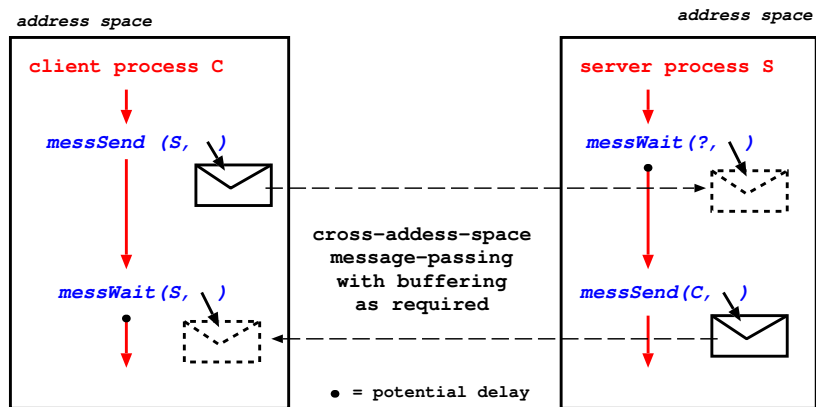 address space
address space
client process C
server process S
messSend (S, )
messWait(?, )
cross-addess-space
message-passing
with buffering
as required
messWait(S, )
messSend(C, )
• = potential delay